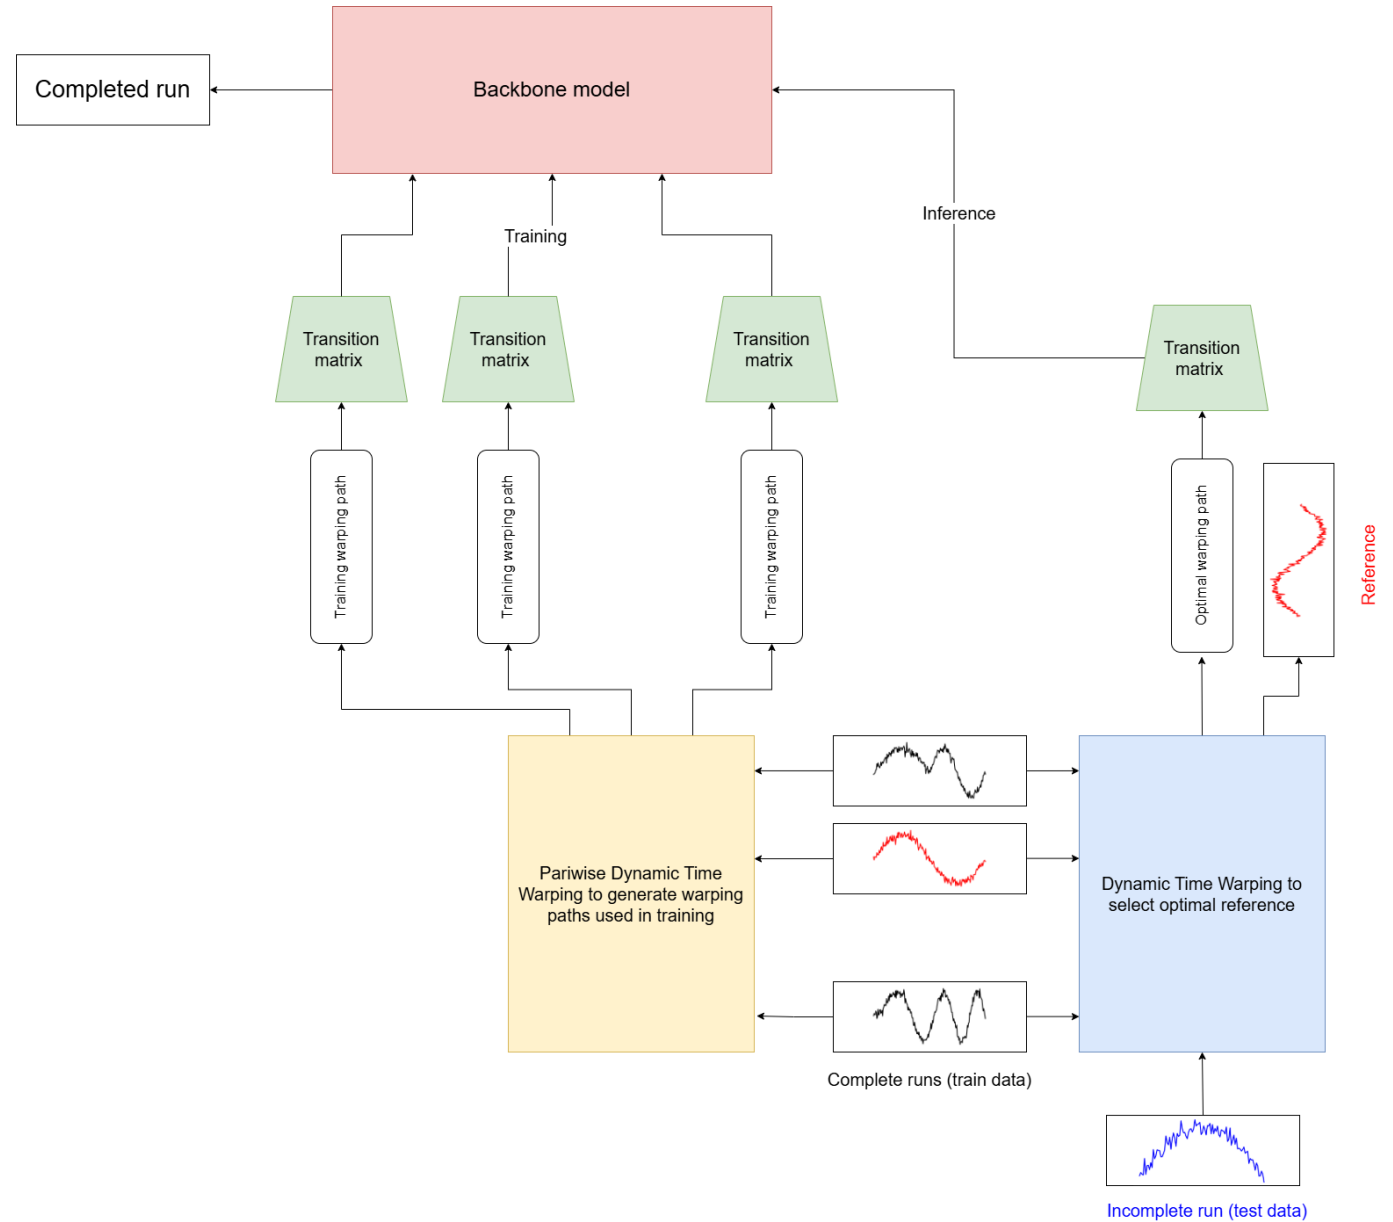 Completed run
Backbone model
Inference
Training
Transition
matrix
Transition
matrix
Transition
matrix
Transition
matrix
Training warping path
Training warping path
Training warping path
Optimal warping path
Reference
Pariwise Dynamic Time
Warping to generate warping
paths used in training
Dynamic Time Warping to
select optimal reference
Complete runs (train data)
Incomplete run (test data)